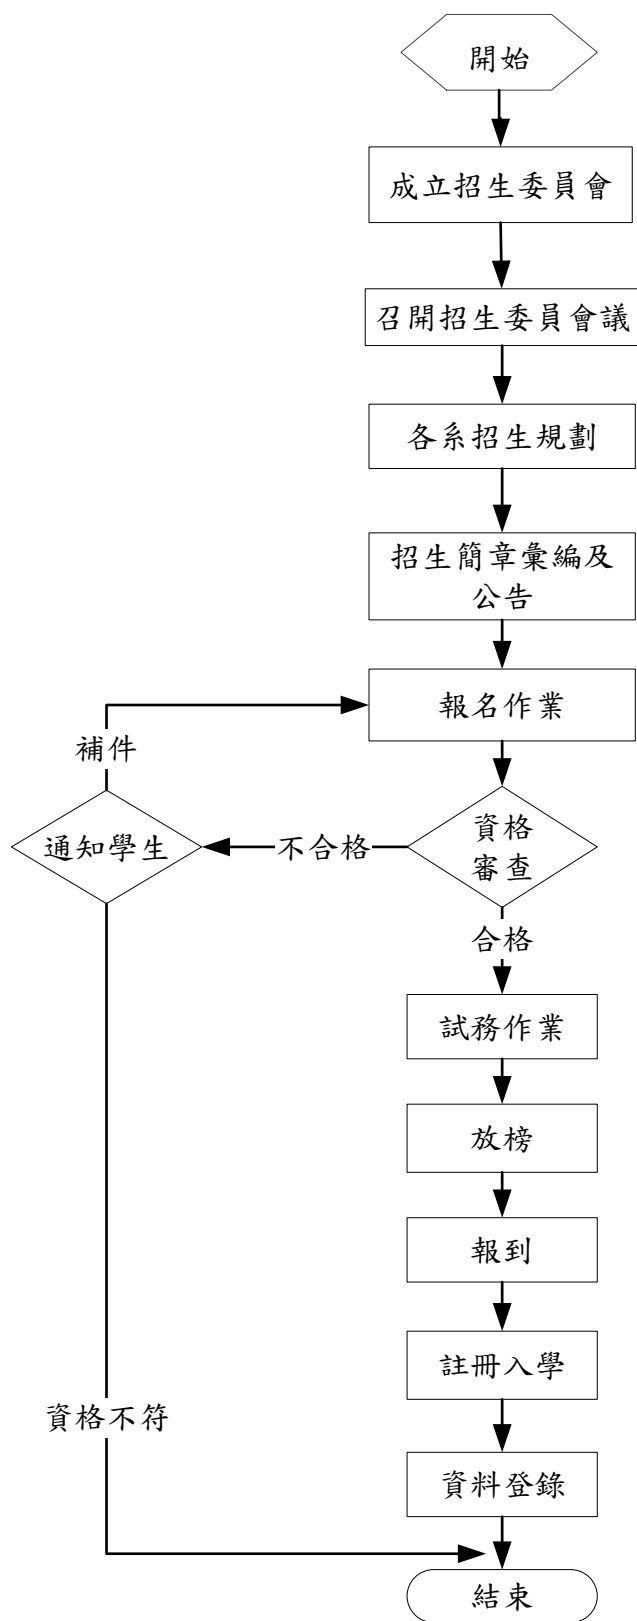 開始
成立招生委員會
召開招生委員會議
各系招生規劃
招生簡章彙編及
公告
報名作業
補件
通知學生
不合格
資格
審查
合格
試務作業
放榜
報到
註冊入學
資格不符
資料登錄
結束